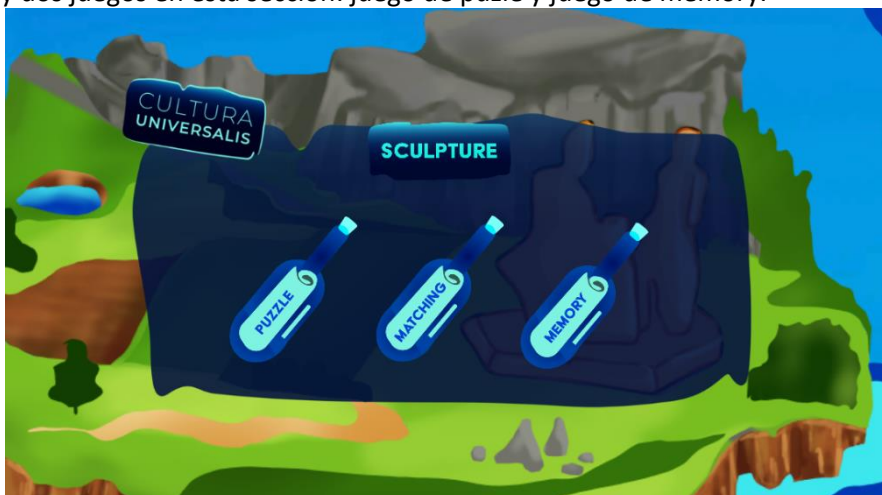 y dos juegos en esta sección: juego de puzle y juego de memory.
CULTURA
UNIVERSALIS
SCULPTURE
PUZZLE
MATCHING
MEMORY